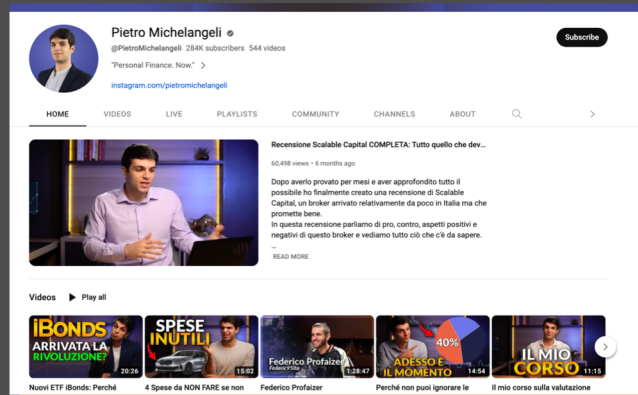 Pietro Michelangeli
@PietroMichelangeli 284K subscribers 544 videos
"Personal Finance. Now."
instagram.com/pietromichelangeli
Subscribe
HOME VIDEOS LIVE PLAYLISTS COMMUNITY CHANNELS ABOUT
Recensione Scalable Capital COMPLETA: Tutto quello che dev...
60,498 views • 6 months ago
Dopo averlo provato per mesi e aver approfondito tutto il
possibile ho finalmente creato una recensione di Scalable
Capital, un broker arrivato relativamente da poco in Italia ma che
promette bene.
In questa recensione parliamo di pro, contro, aspetti positivi e
negativi di questo broker e vediamo tutto ciò che c'è da sapere.
...
READ MORE
Videos Play all
iBONDS
ARRIVATA LA
RIVOLUZIONE?
20:26
SPESE
INUTILI
15:02
Federico Profaizer
1:28:47
40%
ADESSO È
IL MOMENTO
14:54
IL MIO
CORSO
11:15
Nuovi ETF iBonds: Perché
4 Spese da NON FARE se non
Federico Profaizer
Perché non puoi ignorare le
Il mio corso sulla valutazione